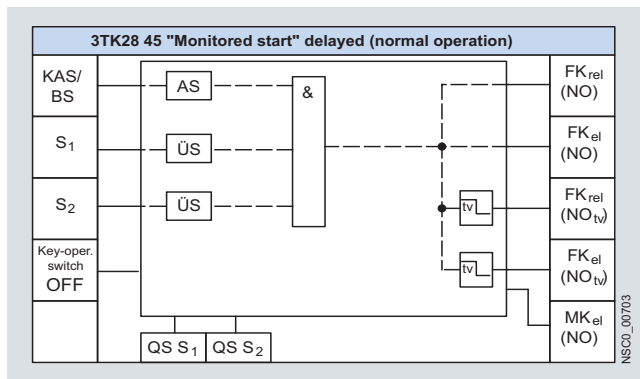 3TK28 45 "Monitored start" delayed (normal operation)
KAS/
BS
AS
&
FKrel
(NO)
S1
ÜS
FKel
(NO)
S2
ÜS
tv
FKrel
(NOtv)
Key-oper.
switch
OFF
tv
FKel
(NOtv)
MKel
(NO)
QS S1
QS S2
NSC0_00703